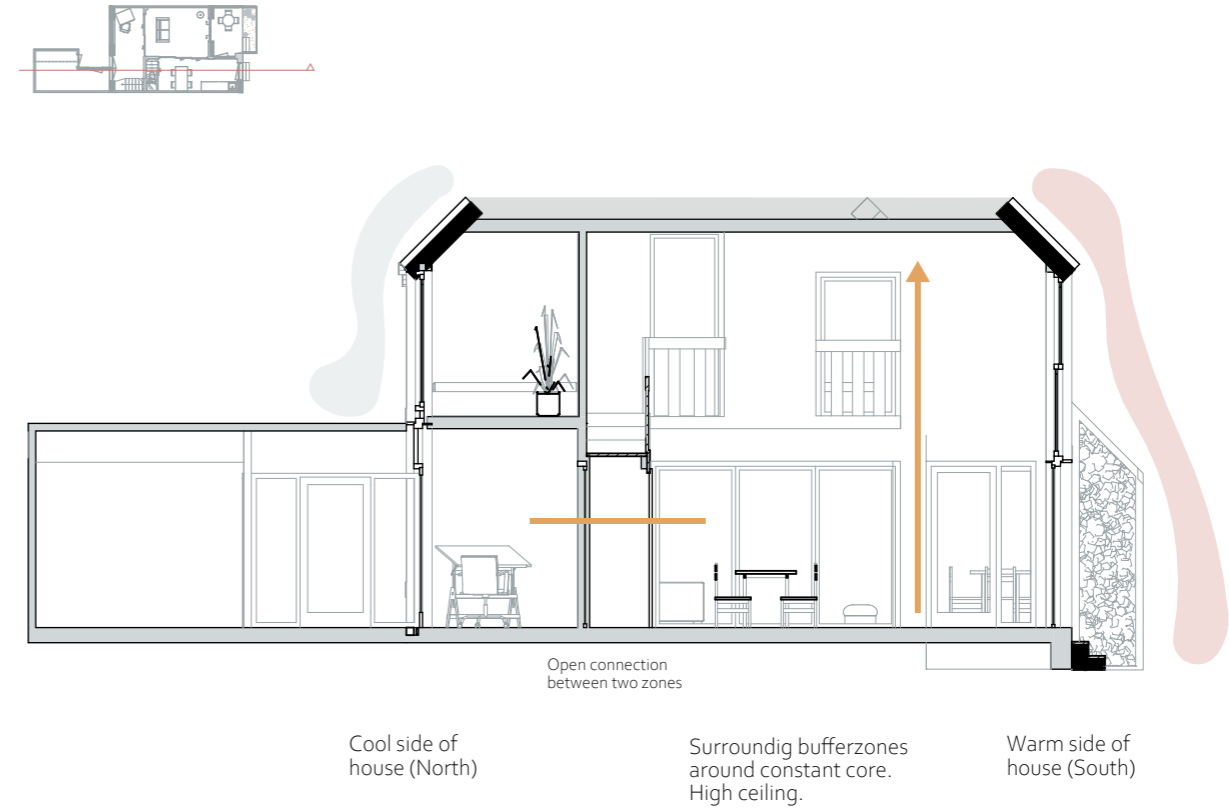 Open connection
between two zones
Cool side of
house (North)
Surroundig bufferzones
around constant core.
High ceiling.
Warm side of
house (South)